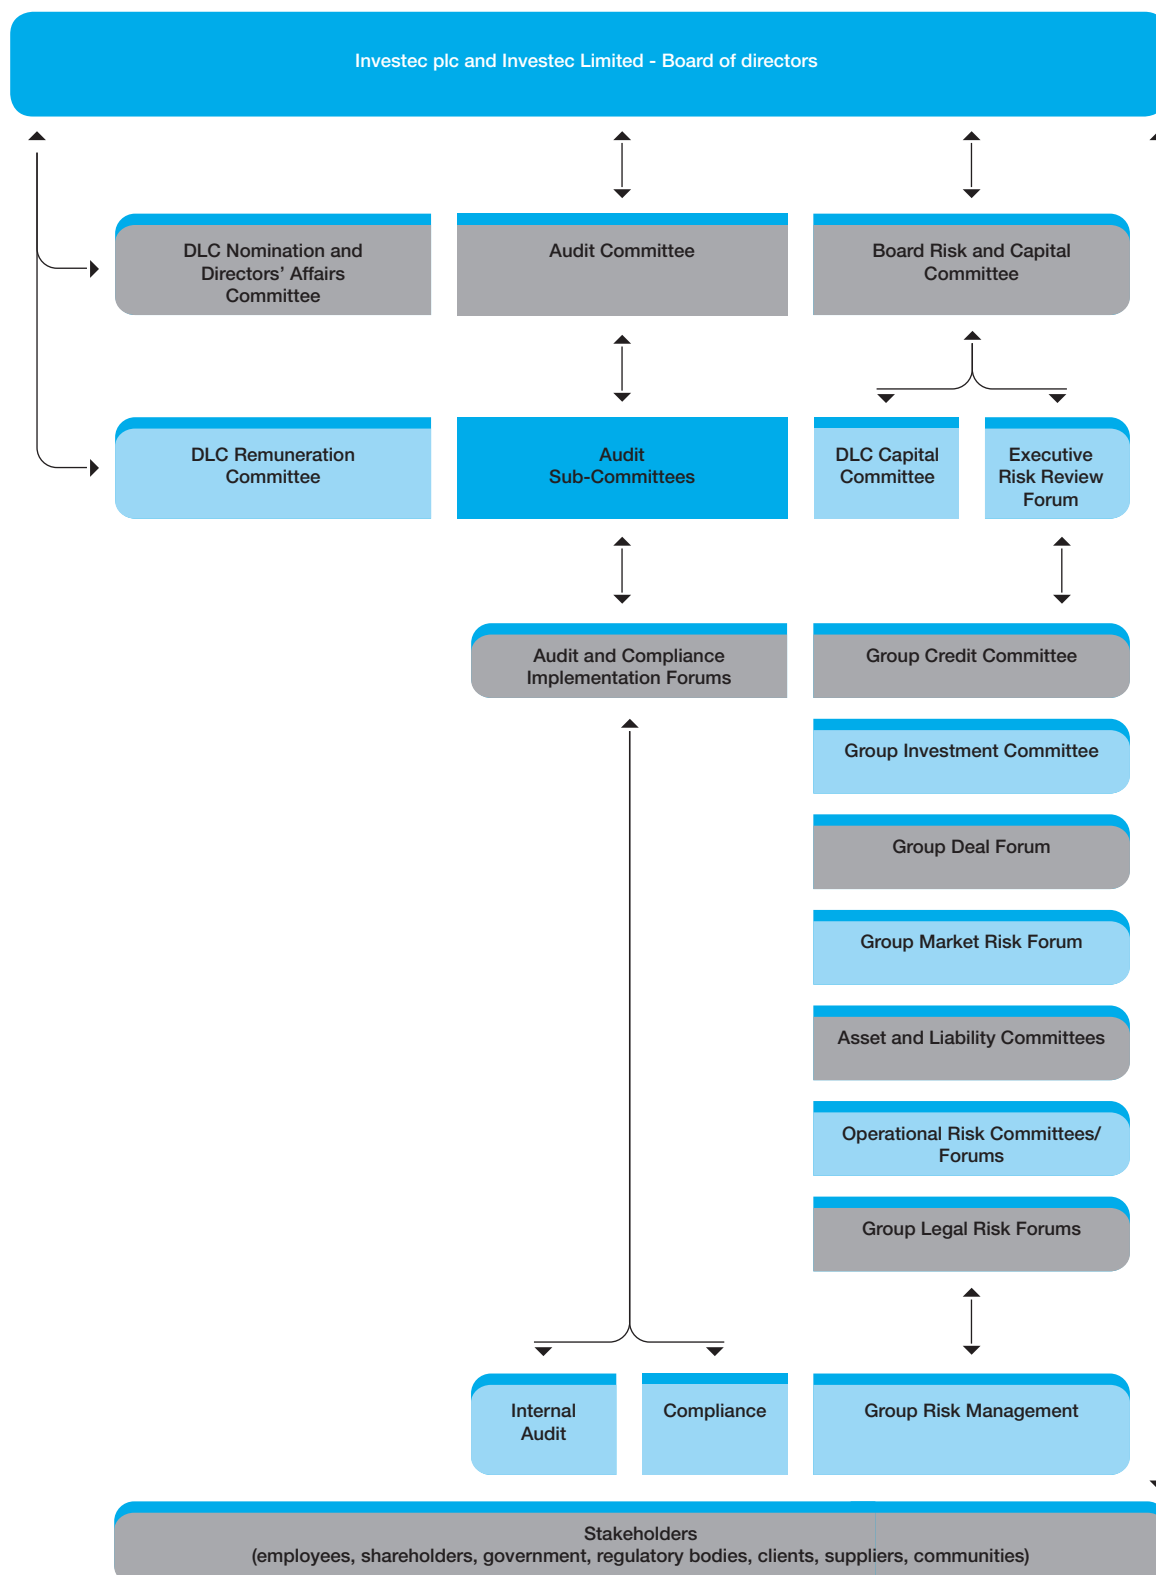 Investec plc and Investec Limited - Board of directors
DLC Nomination and
Directors' Affairs
Committee
Audit Committee
Board Risk and Capital
Committee
DLC Remuneration
Committee
Audit
Sub-Committees
DLC Capital
Committee
Executive
Risk Review
Forum
Audit and Compliance
Implementation Forums
Group Credit Committee
Group Investment Committee
Group Deal Forum
Group Market Risk Forum
Asset and Liability Committees
Operational Risk Committees/
Forums
Group Legal Risk Forums
Internal
Audit
Compliance
Group Risk Management
Stakeholders
(employees, shareholders, government, regulatory bodies, clients, suppliers, communities)